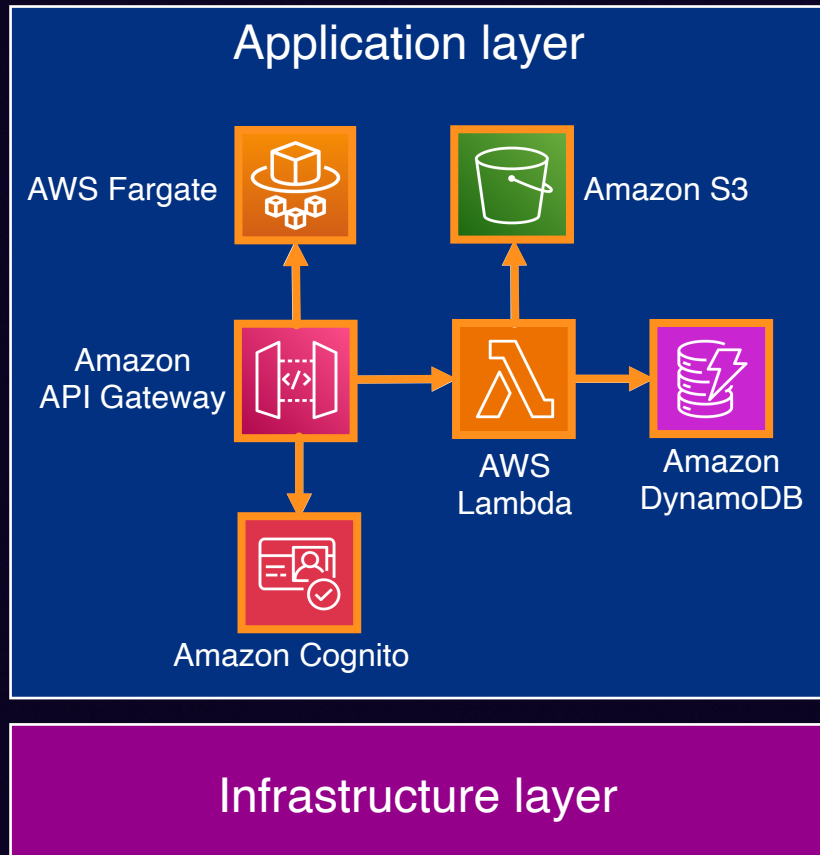 Application layer
AWS Fargate
Amazon S3
Amazon
API Gateway
</>
AWS
Lambda
Amazon
DynamoDB
Amazon Cognito
Infrastructure layer